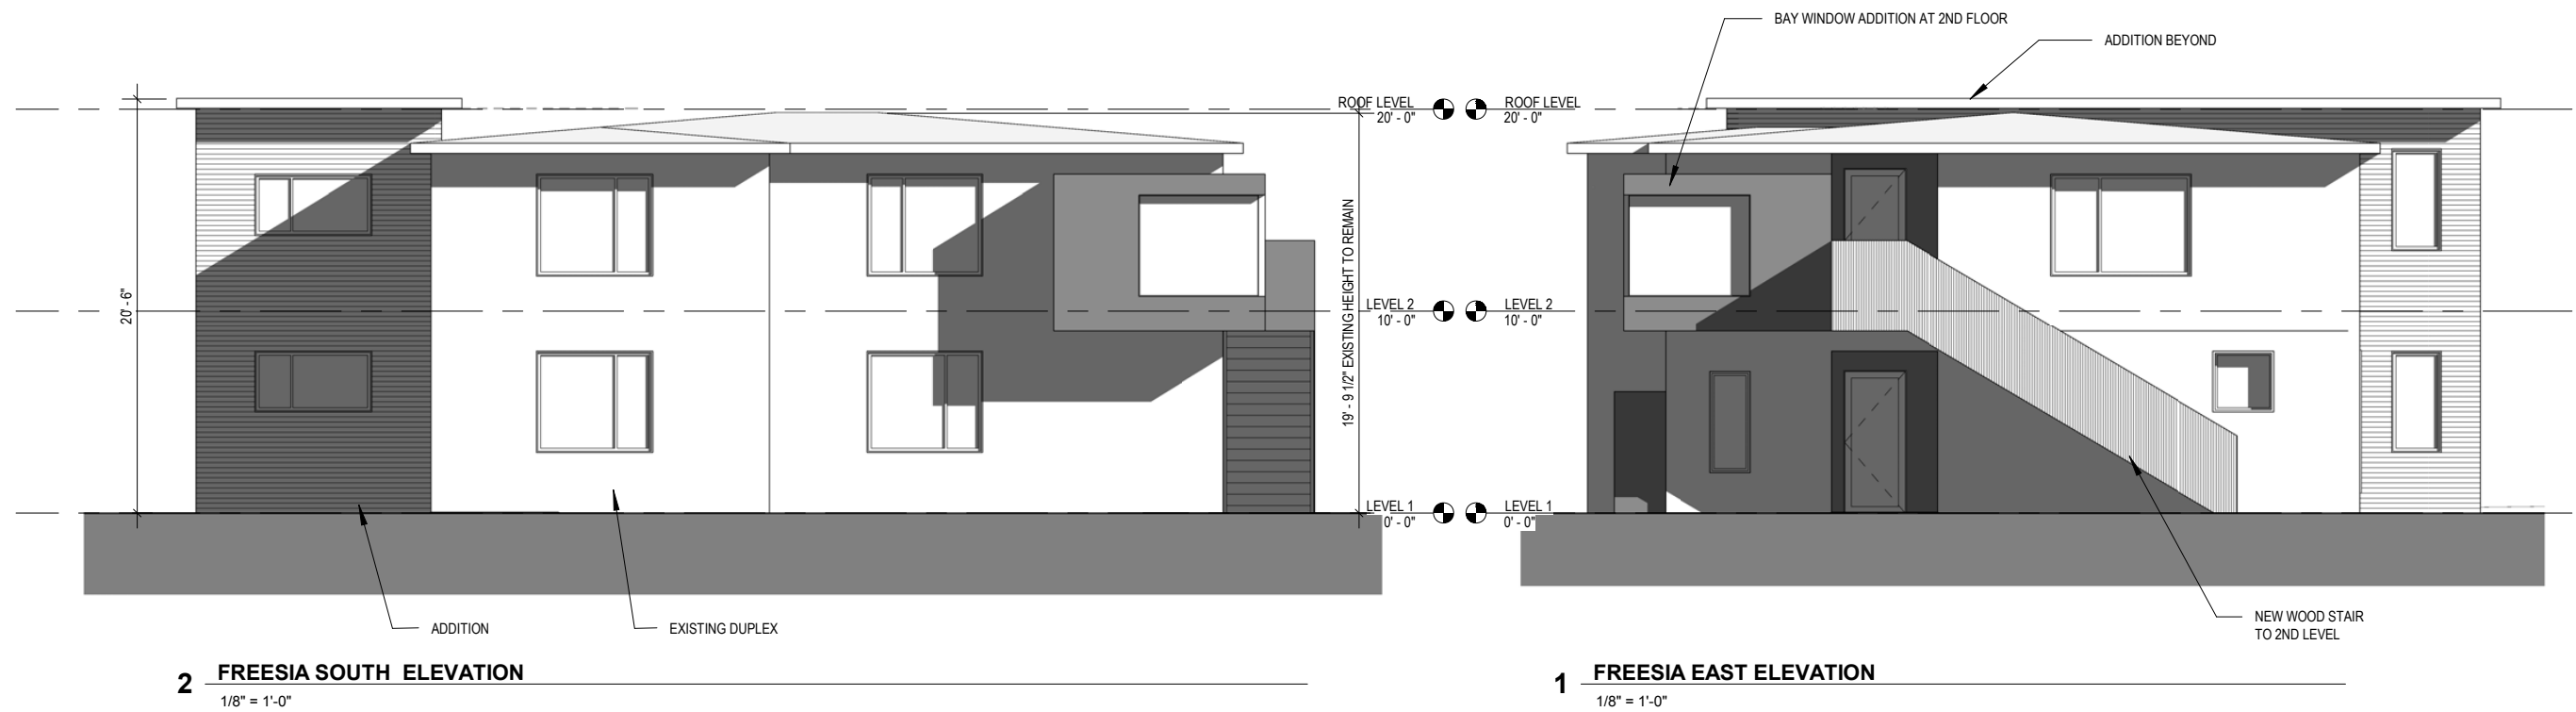 BAY WINDOW ADDITION AT 2ND FLOOR
ADDITION BEYOND
ROOF LEVEL
20' - 0"
ROOF LEVEL
20' - 0"
20' - 6"
19' - 9 1/2" EXISTING HEIGHT TO REMAIN
LEVEL 2
10' - 0"
LEVEL 2
10' - 0"
LEVEL 1
0' - 0"
LEVEL 1
0' - 0"
ADDITION
EXISTING DUPLEX
NEW WOOD STAIR
TO 2ND LEVEL
2 FREESIA SOUTH ELEVATION
1/8" = 1'-0"
1 FREESIA EAST ELEVATION
1/8" = 1'-0"